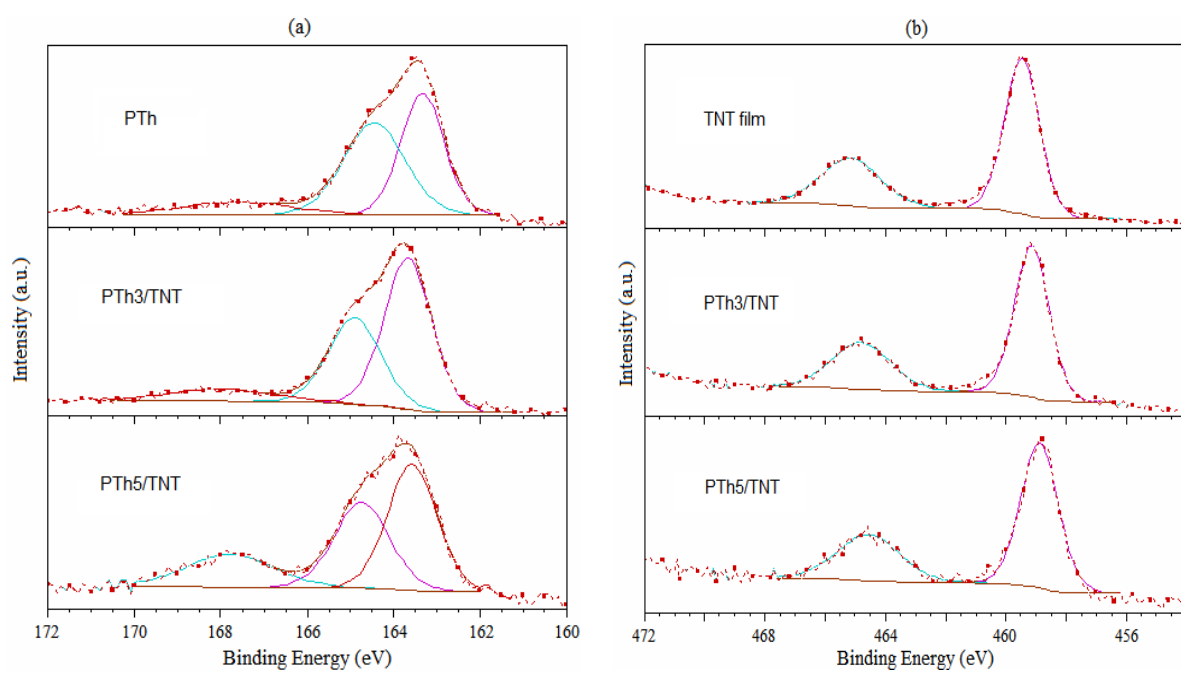 (a)
PTh
PTh3/TNT
PTh5/TNT
Intensity (a.u.)
172 170 168 166 164 162 160
Binding Energy (eV)
(b)
TNT film
PTh3/TNT
PTh5/TNT
Intensity (a.u.)
472 468 464 460 456
Binding Energy (eV)